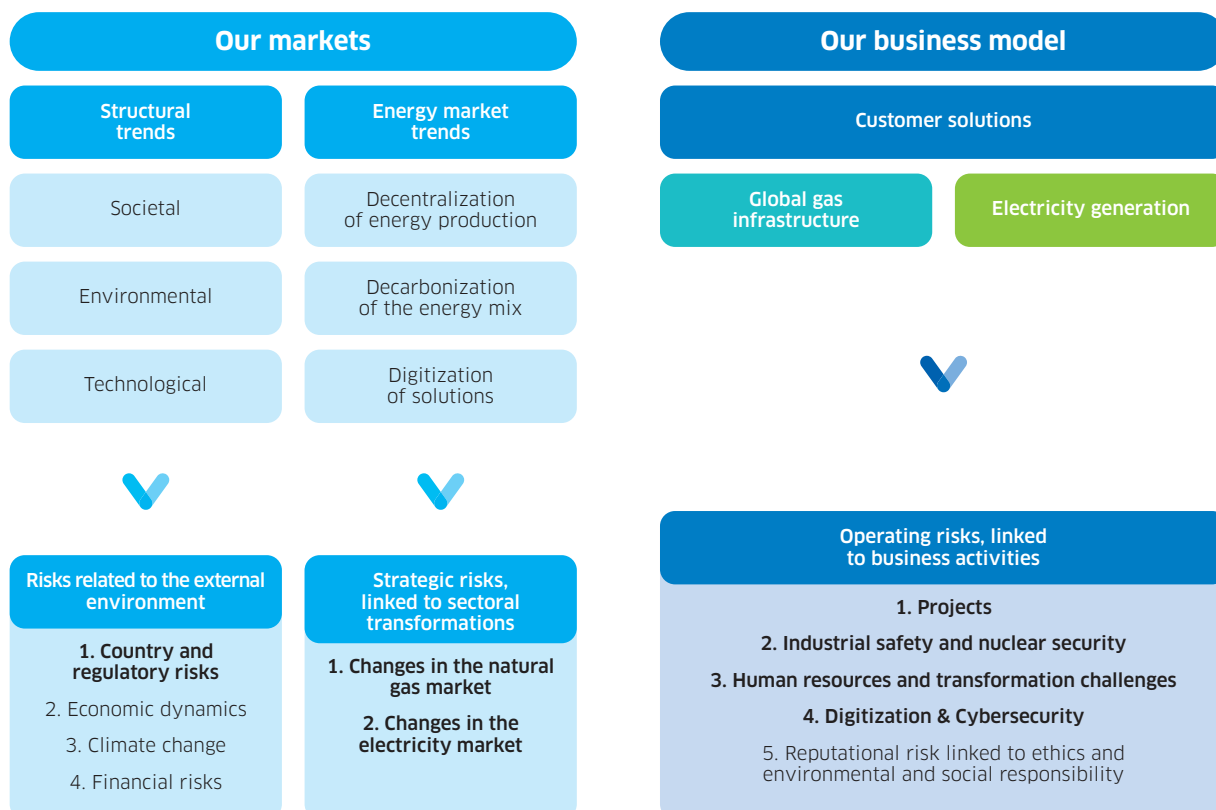 Our markets
Structural
trends
Energy market
trends
Societal
Decentralization
of energy production
Environmental
Decarbonization
of the energy mix
Technological
Digitization
of solutions
Risks related to the external
environment
1. Country and
regulatory risks
2. Economic dynamics
3. Climate change
4. Financial risks
Strategic risks,
linked to sectoral
transformations
1. Changes in the natural
gas market
2. Changes in the
electricity market
Our business model
Customer solutions
Global gas
infrastructure
Electricity generation
Operating risks, linked
to business activities
1. Projects
2. Industrial safety and nuclear security
3. Human resources and transformation challenges
4. Digitization & Cybersecurity
5. Reputational risk linked to ethics and
environmental and social responsibility